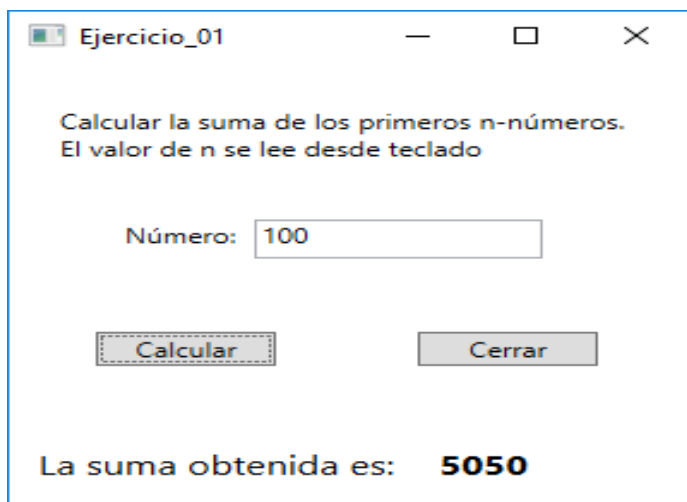 Ejercicio_01
Calcular la suma de los primeros n-números.
El valor de n se lee desde teclado
Número: 100
Calcular Cerrar
La suma obtenida es: 5050